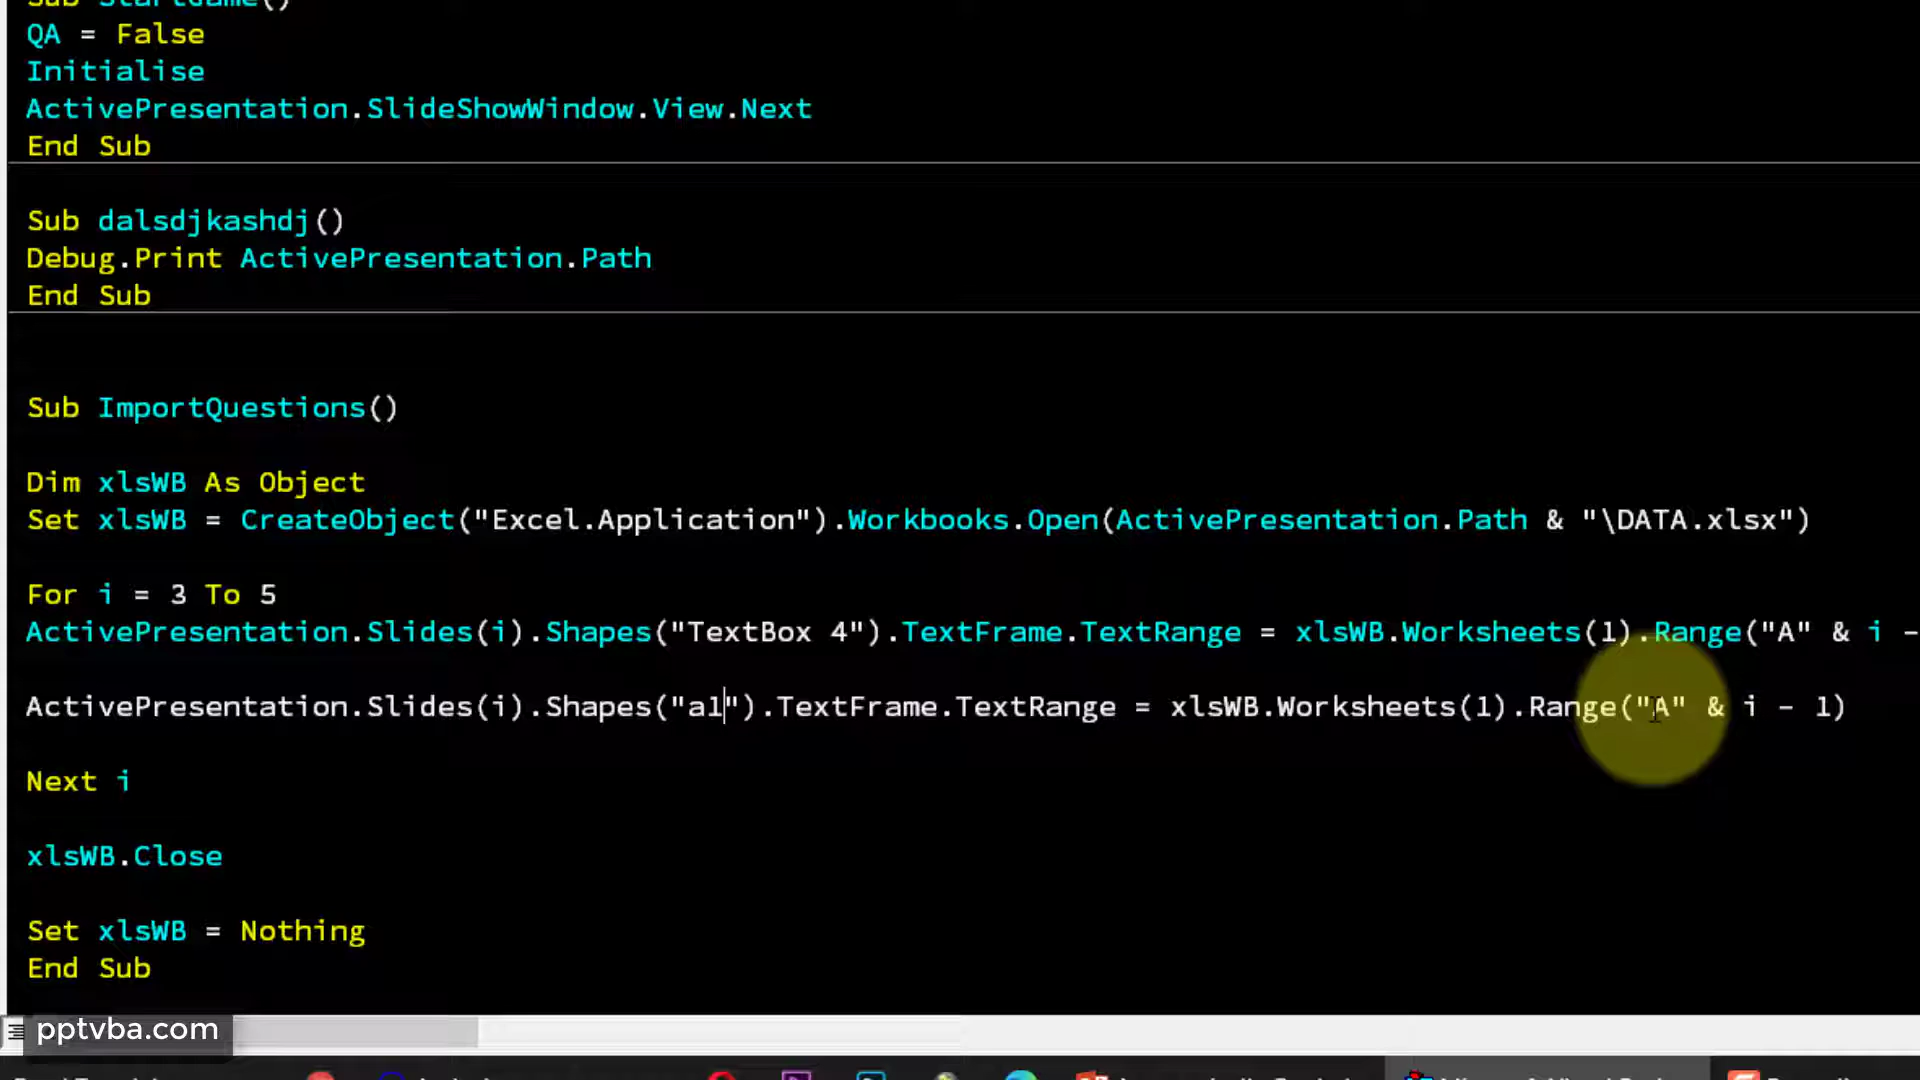 Sub StartGame()
QA = False
Initialise
ActivePresentation.SlideShowWindow.View.Next
End Sub
Sub dalsdjkashdj()
Debug.Print ActivePresentation.Path
End Sub
Sub ImportQuestions()
Dim xlsWB As Object
Set xlsWB = CreateObject("Excel.Application").Workbooks.Open(ActivePresentation.Path & "\DATA.xlsx")
For i = 3 To 5
ActivePresentation.Slides(i).Shapes("TextBox 4").TextFrame.TextRange = xlsWB.Worksheets(1).Range("A" & i -
ActivePresentation.Slides(i).Shapes("a1").TextFrame.TextRange = xlsWB.Worksheets(1).Range("A" & i - 1)
Next i
xlsWB.Close
Set xlsWB = Nothing
End Sub
pptvba.com